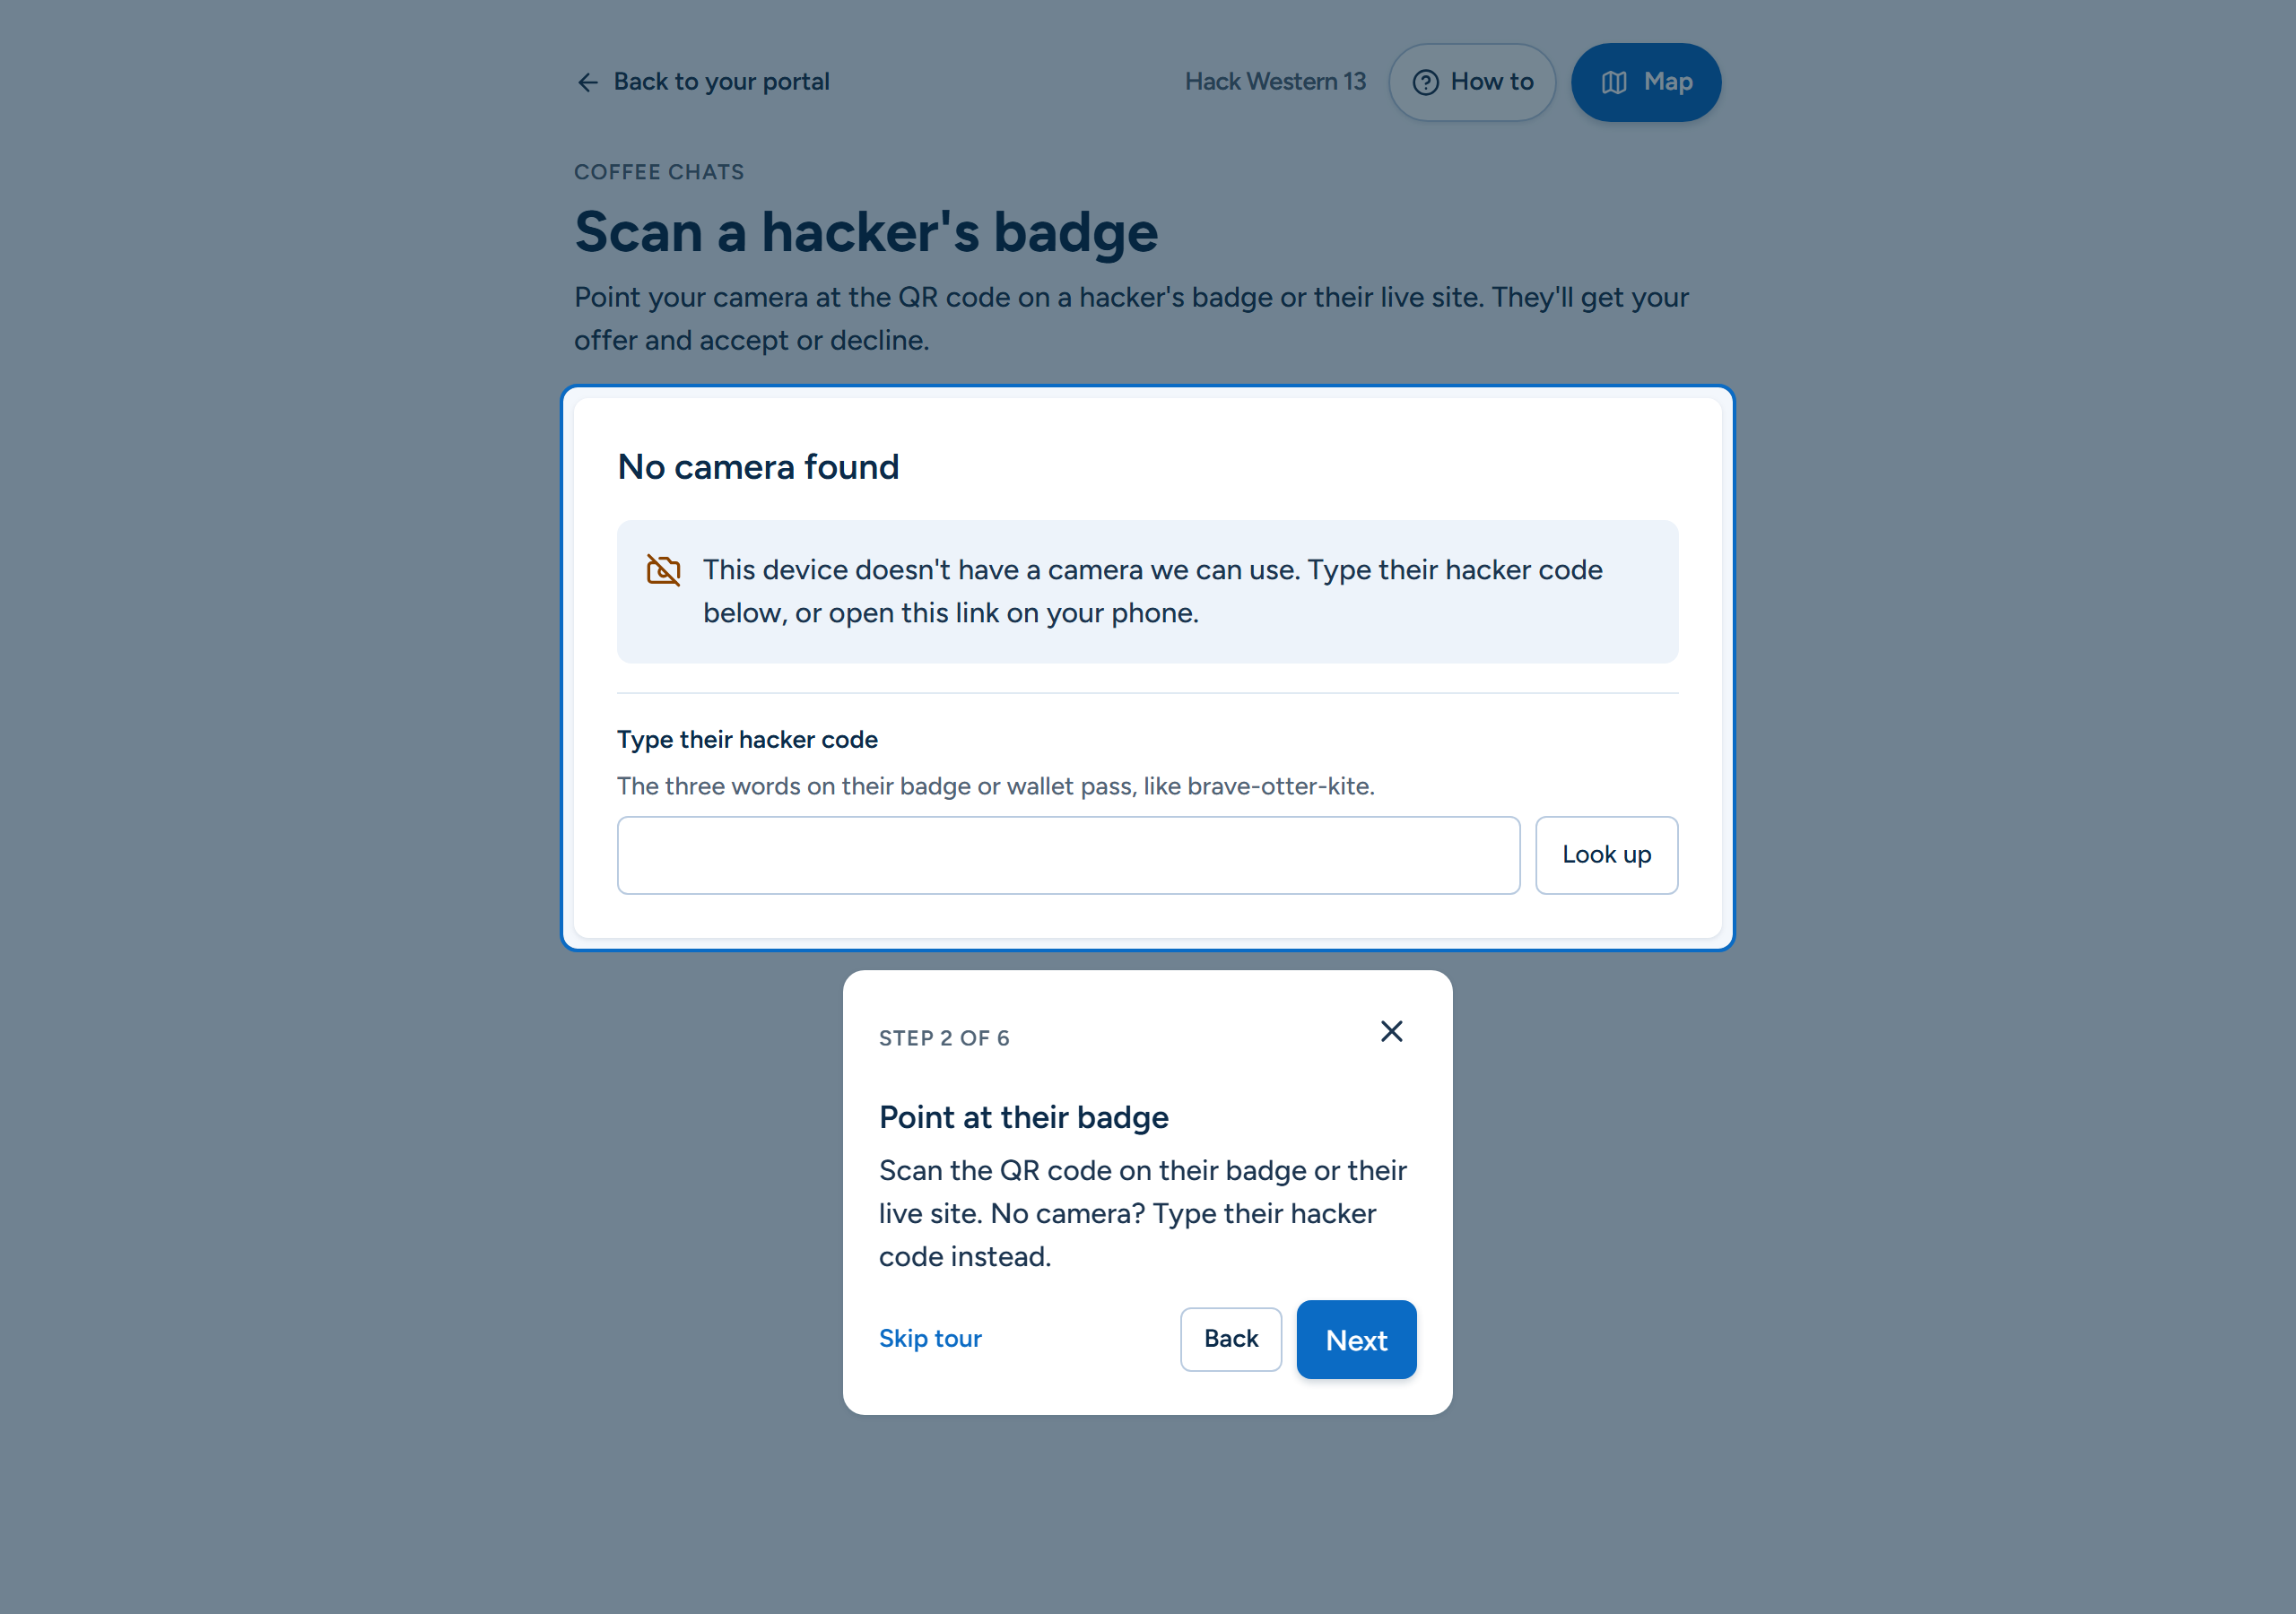 Back to your portal
Hack Western 13
How to
Map
COFFEE CHATS
Scan a hacker's badge
Point your camera at the QR code on a hacker's badge or their live site. They'll get your
offer and accept or decline.
No camera found
This device doesn't have a camera we can use. Type their hacker code
below, or open this link on your phone.
Type their hacker code
The three words on their badge or wallet pass, like brave-otter-kite.
Look up
STEP 2 OF 6
Point at their badge
Scan the QR code on their badge or their
live site. No camera? Type their hacker
code instead.
Skip tour
Back
Next